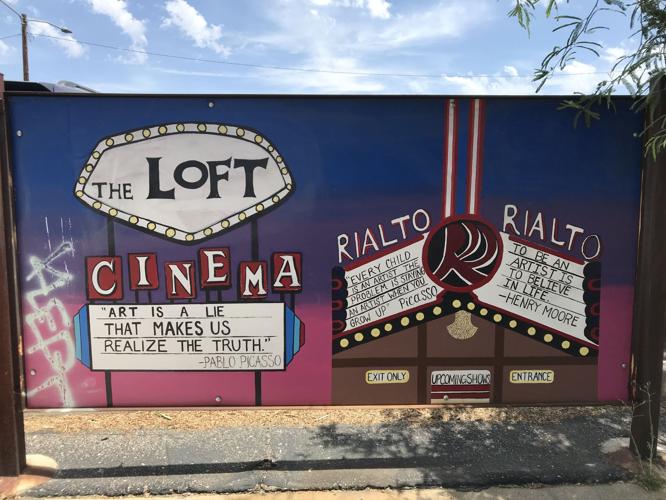 THE LOFT
CINEMA
"ART IS A LIE
THAT MAKES US
REALIZE THE TRUTH."
-PABLO PICASSO
RIALTO
"EVERY CHILD
IS AN ARTIST. THE
PROBLEM IS STAYING
AN ARTIST WHEN YOU
GROW UP" Picasso
R
RIALTO
TO BE AN
ARTIST IS
TO BELIEVE
IN LIFE.
-HENRY MOORE
EXIT ONLY
UPCOMING SHOWS
ENTRANCE